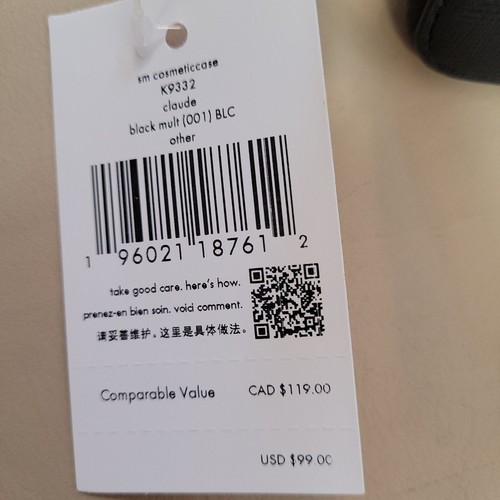 sm cosmeticcase
K9332
claude
black mult (001) BLC
other
1 96021 18761 2
take good care. here's how.
prenez-en bien soin. void comment.
请妥善维护。这里是具体做法。
Comparable Value CAD $119.00
USD $99.00